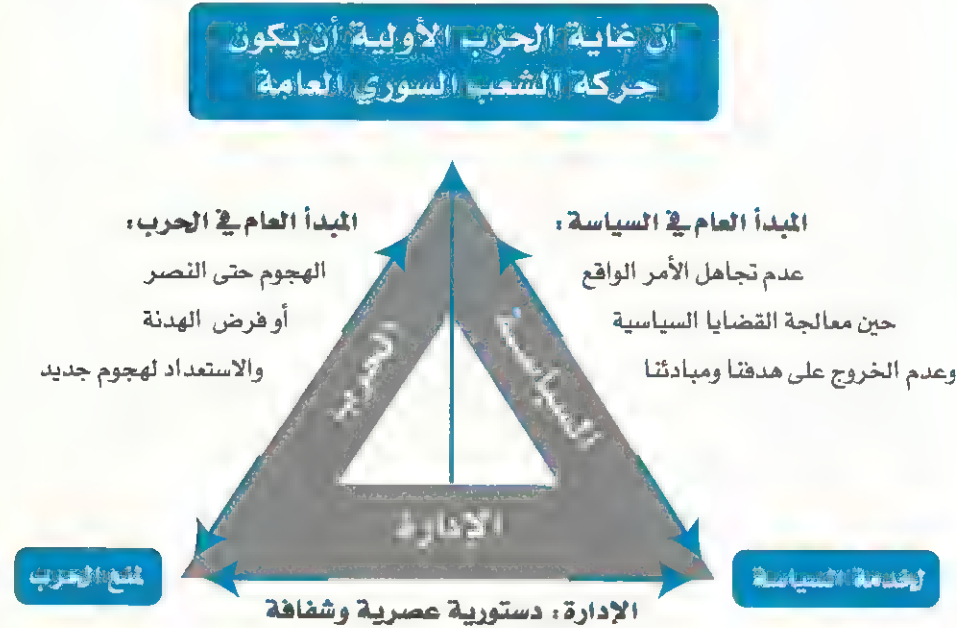 ان غاية الحزب الأولية أن يكون
حركة الشعب السوري العامة
المبدأ العام في السياسة :
عدم تجاهل الأمر الواقع
حين معالجة القضايا السياسية
وعدم الخروج على هدفنا ومبادئنا
المبدأ العام في الحرب :
الهجوم حتى النصر
أو فرض الهدنة
والاستعداد لهجوم جديد
السياسة
الحرب
الإدارة
لخدمة السياسة
لمنع الحرب
الإدارة : دستورية عصرية وشفافة